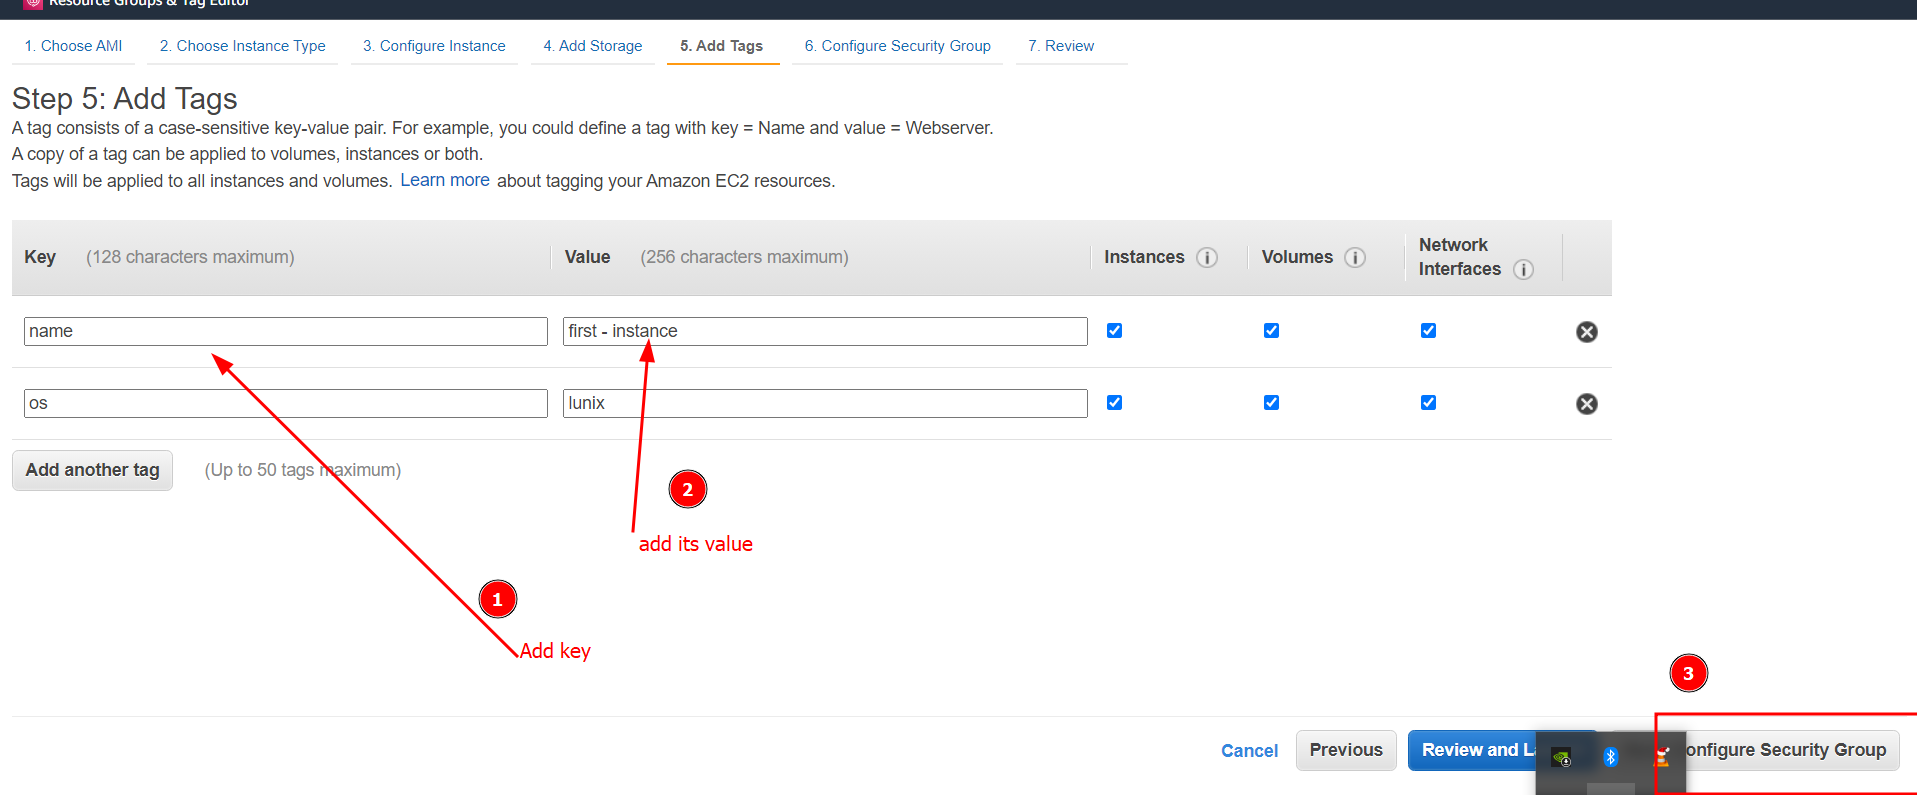 Resource Groups & Tag Editor
1. Choose AMI 2. Choose Instance Type 3. Configure Instance 4. Add Storage 5. Add Tags 6. Configure Security Group 7. Review
Step 5: Add Tags
A tag consists of a case-sensitive key-value pair. For example, you could define a tag with key = Name and value = Webserver.
A copy of a tag can be applied to volumes, instances or both.
Tags will be applied to all instances and volumes. Learn more about tagging your Amazon EC2 resources.
Key (128 characters maximum) Value (256 characters maximum) Instances i Volumes i Network Interfaces i
name first - instance
os lunix
Add another tag (Up to 50 tags maximum)
2
add its value
1
Add key
3
Cancel Previous Review and L onfigure Security Group